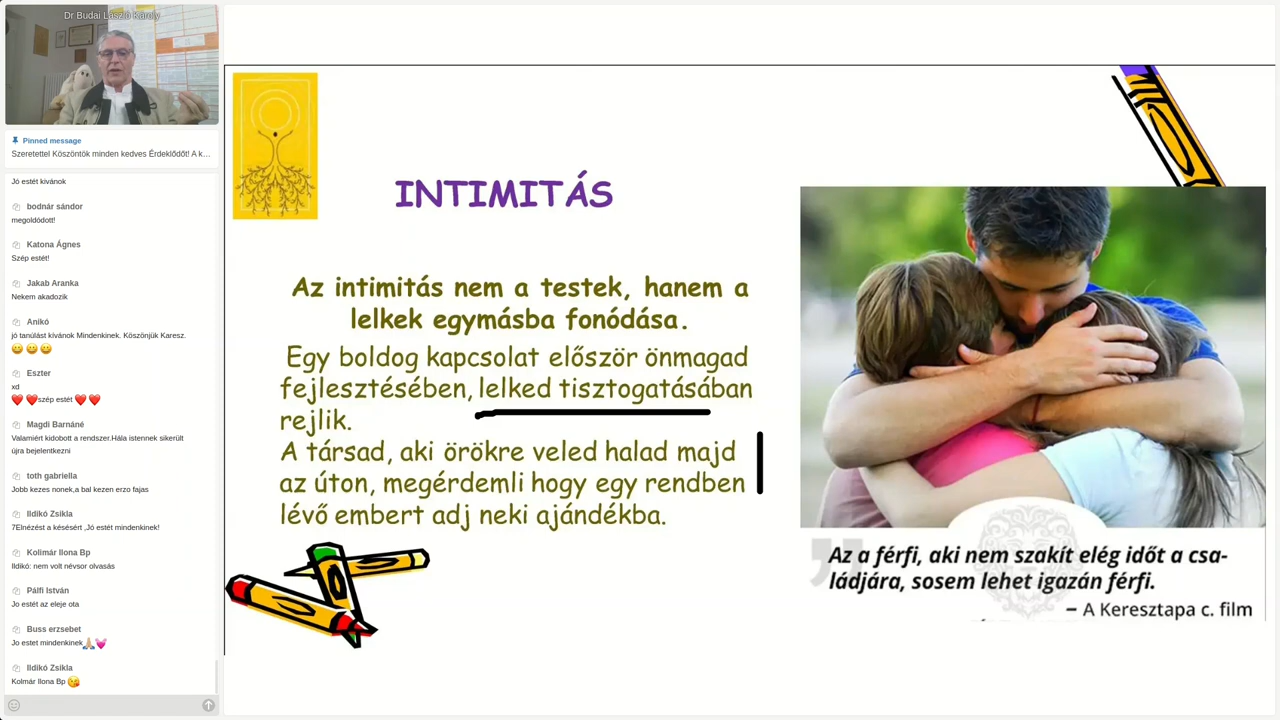 Dr Budai László Károly
Pinned message
Szeretettel Köszöntök minden kedves Érdeklődőt! A k...
Jó estét kivánok
bodnár sándor
megoldódott!
Katona Ágnes
Szép estét!
Jakab Aranka
Nekem akadozik
Anikó
jó tanúlást kívánok Mindenkinek. Köszönjük Karesz.
😀 😀 😀
Eszter
xd
❤️ ❤️szép estét ❤️ ❤️
Magdi Barnáné
Valamiért kidobott a rendszer.Hála istennek sikerült
újra bejelentkezni
toth gabriella
Jobb kezes nonek,a bal kezen erzo fajas
Ildikó Zsikla
7Elnézést a késésért ,Jó estét mindenkinek!
Kolimár Ilona Bp
Ildikó: nem volt névsor olvasás
Pálfi István
Jo estét az eleje ota
Buss erzsebet
Jo estet mindenkinek🙏🏼💓
Ildikó Zsikla
Kolmár Ilona Bp 😘
INTIMITÁS
Az intimitás nem a testek, hanem a
lelkek egymásba fonódása.
Egy boldog kapcsolat először önmagad
fejlesztésében, lelked tisztogatásában
rejlik.
A társad, aki örökre veled halad majd
az úton, megérdemli hogy egy rendben
lévő embert adj neki ajándékba.
Az a férfi, aki nem szakít elég időt a csa-
ládjára, sosem lehet igazán férfi.
– A Keresztapa c. film